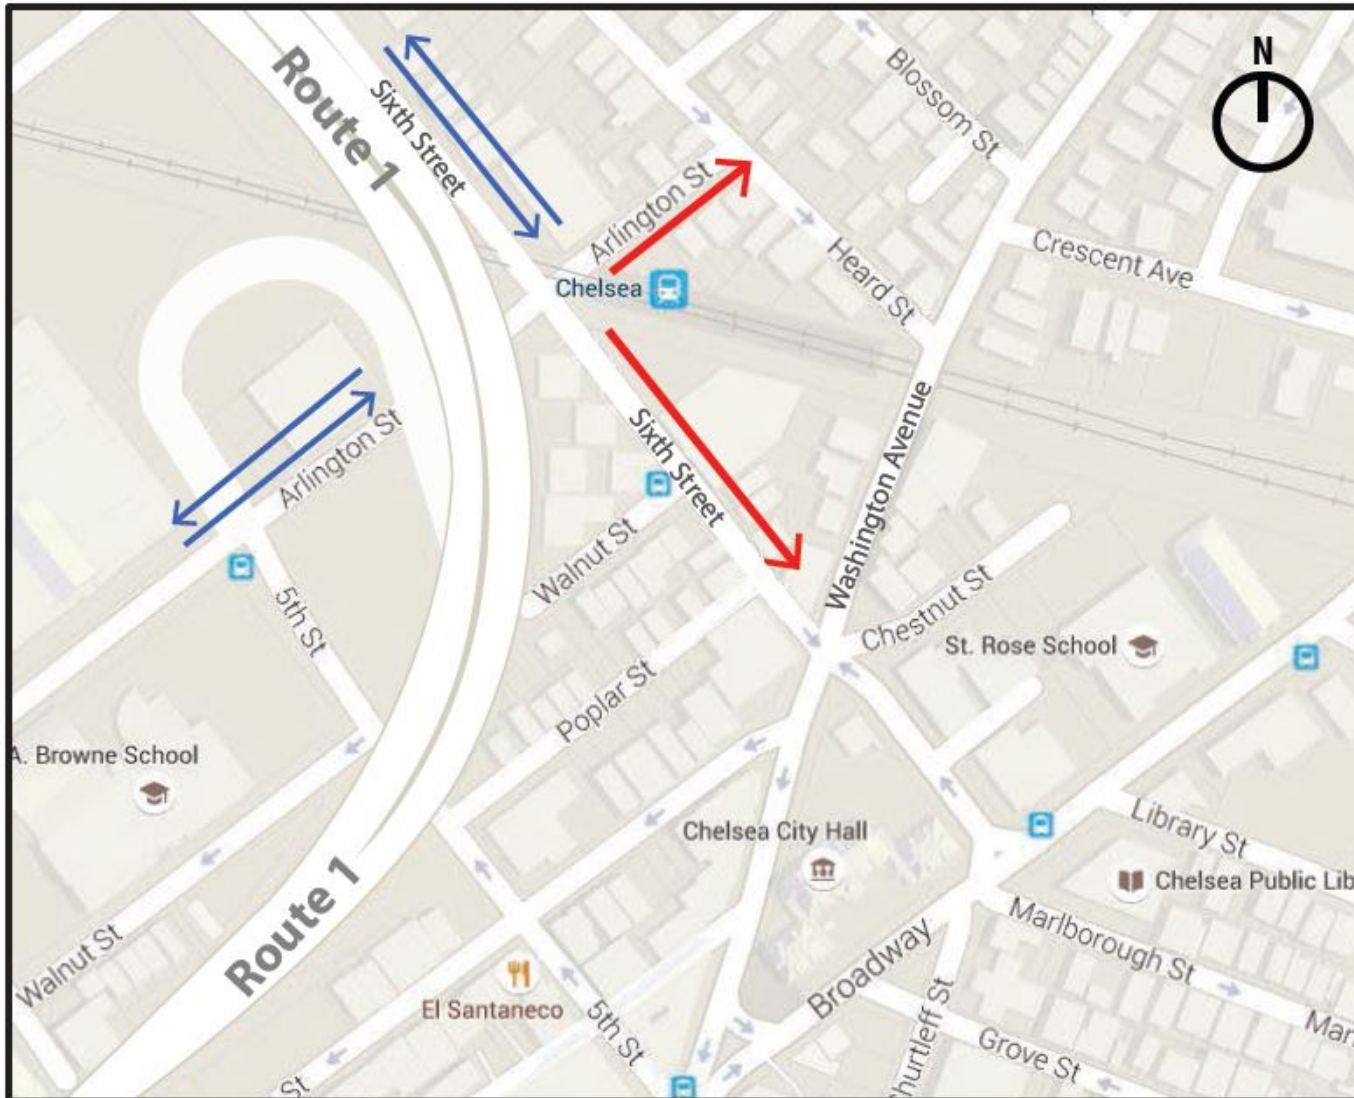 N
Route 1
Sixth Street
Blossom St
Arlington St
Heard St
Crescent Ave
Chelsea
Arlington St
Sixth Street
Washington Avenue
Walnut St
5th St
Chestnut St
St. Rose School
Poplar St
A. Browne School
Library St
Chelsea City Hall
Chelsea Public Lib
Marlborough St
Mar
Broadway
Walnut St
Route 1
El Santaneco
5th St
Shurtleff St
Grove St
St